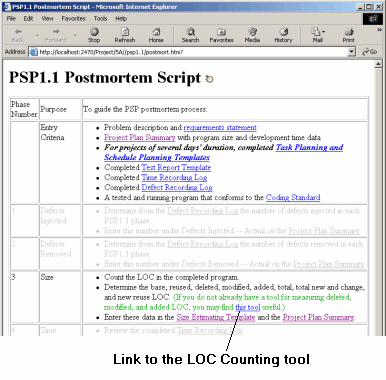 PSP1.1 Postmortem Script - Microsoft Internet Explorer
File Edit View Favorites Tools Help
Back Forward Stop Refresh Home Search Favorites Media History Mail Print
Address http://localhost:2470/Project/5A//psp1.1/postmort.htm? Go
PSP1.1 Postmortem Script
Phase Number Purpose To guide the PSP postmortem process.
Entry Criteria
• Problem description and requirements statement
• Project Plan Summary with program size and development time data
• For projects of several days' duration, completed Task Planning and
Schedule Planning Templates
• Completed Test Report Template
• Completed Time Recording Log
• Completed Defect Recording Log
• A tested and running program that conforms to the Coding Standard
1 Defects Injected
• Determine from the Defect Recording Log the number of defects injected in each
PSP1.1 phase.
• Enter this number under Defects Injected -- Actual on the Project Plan Summary.
2 Defects Removed
• Determine from the Defect Recording Log the number of defects removed in each
PSP1.1 phase.
• Enter this number under Defects Removed -- Actual on the Project Plan Summary.
3 Size
• Count the LOC in the completed program.
• Determine the base, reused, deleted, modified, added, total, total new and change,
and new reuse LOC. (If you do not already have a tool for measuring deleted,
modified, and added LOC, you may find this tool useful.)
• Enter these data in the Size Estimating Template and the Project Plan Summary.
4 Time • Review the completed Time Recording Log.
Link to the LOC Counting tool